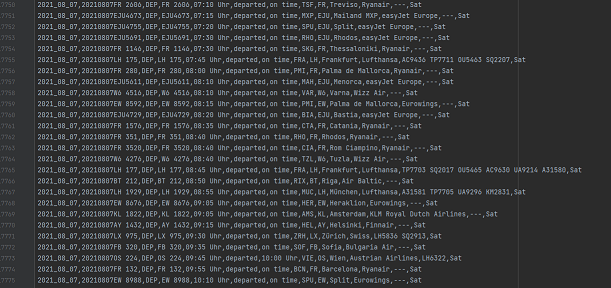 7750 2021_08_07,20210807FR 2606,DEP,FR 2606,07:10 Uhr,departed,on time,TSF,FR,Treviso,Ryanair,---,Sat
7751 2021_08_07,20210807EJU4673,DEP,EJU4673,07:15 Uhr,departed,on time,MXP,EJU,Mailand MXP,easyJet Europe,---,Sat
7752 2021_08_07,20210807EJU4755,DEP,EJU4755,07:20 Uhr,departed,on time,SPU,EJU,Split,easyJet Europe,---,Sat
7753 2021_08_07,20210807EJU5691,DEP,EJU5691,07:30 Uhr,departed,on time,RHO,EJU,Rhodos,easyJet Europe,---,Sat
7754 2021_08_07,20210807FR 1146,DEP,FR 1146,07:30 Uhr,departed,on time,SKG,FR,Thessaloniki,Ryanair,---,Sat
7755 2021_08_07,20210807LH 175,DEP,LH 175,07:45 Uhr,departed,on time,FRA,LH,Frankfurt,Lufthansa,AC9436 TP7711 OU5463 SQ2207,Sat
7756 2021_08_07,20210807FR 280,DEP,FR 280,08:00 Uhr,departed,on time,PMI,FR,Palma de Mallorca,Ryanair,---,Sat
7757 2021_08_07,20210807EJU5611,DEP,EJU5611,08:10 Uhr,departed,on time,MAH,EJU,Menorca,easyJet Europe,---,Sat
7758 2021_08_07,20210807W6 4516,DEP,W6 4516,08:10 Uhr,departed,on time,VAR,W6,Varna,Wizz Air,---,Sat
7759 2021_08_07,20210807EW 8592,DEP,EW 8592,08:15 Uhr,departed,on time,PMI,EW,Palma de Mallorca,Eurowings,---,Sat
7760 2021_08_07,20210807EJU4729,DEP,EJU4729,08:20 Uhr,departed,on time,BIA,EJU,Bastia,easyJet Europe,---,Sat
7761 2021_08_07,20210807FR 1576,DEP,FR 1576,08:35 Uhr,departed,on time,CTA,FR,Catania,Ryanair,---,Sat
7762 2021_08_07,20210807FR 351,DEP,FR 351,08:40 Uhr,departed,on time,RHO,FR,Rhodos,Ryanair,---,Sat
7763 2021_08_07,20210807FR 3520,DEP,FR 3520,08:40 Uhr,departed,on time,CIA,FR,Rom Ciampino,Ryanair,---,Sat
7764 2021_08_07,20210807W6 4276,DEP,W6 4276,08:40 Uhr,departed,on time,TZL,W6,Tuzla,Wizz Air,---,Sat
7765 2021_08_07,20210807LH 177,DEP,LH 177,08:45 Uhr,departed,on time,FRA,LH,Frankfurt,Lufthansa,TP7703 SQ2017 OU5465 AC9630 UA9214 A31580,Sat
7766 2021_08_07,20210807BT 212,DEP,BT 212,08:50 Uhr,departed,on time,RIX,BT,Riga,Air Baltic,---,Sat
7767 2021_08_07,20210807LH 1929,DEP,LH 1929,08:55 Uhr,departed,on time,MUC,LH,München,Lufthansa,A31581 TP7705 UA9296 KM2831,Sat
7768 2021_08_07,20210807EW 8676,DEP,EW 8676,09:05 Uhr,departed,on time,HER,EW,Heraklion,Eurowings,---,Sat
7769 2021_08_07,20210807KL 1822,DEP,KL 1822,09:05 Uhr,departed,on time,AMS,KL,Amsterdam,KLM Royal Dutch Airlines,---,Sat
7770 2021_08_07,20210807AY 1432,DEP,AY 1432,09:15 Uhr,departed,on time,HEL,AY,Helsinki,Finnair,---,Sat
7771 2021_08_07,20210807LX 975,DEP,LX 975,09:30 Uhr,departed,on time,ZRH,LX,Zürich,Swiss,LH5836 SQ2913,Sat
7772 2021_08_07,20210807FB 320,DEP,FB 320,09:35 Uhr,departed,on time,SOF,FB,Sofia,Bulgaria Air,---,Sat
7773 2021_08_07,20210807OS 224,DEP,OS 224,09:45 Uhr,departed,10:00 Uhr,VIE,OS,Wien,Austrian Airlines,LH6322,Sat
7774 2021_08_07,20210807FR 132,DEP,FR 132,09:55 Uhr,departed,on time,BCN,FR,Barcelona,Ryanair,---,Sat
7775 2021_08_07,20210807EW 8988,DEP,EW 8988,10:10 Uhr,departed,on time,SPU,EW,Split,Eurowings,---,Sat